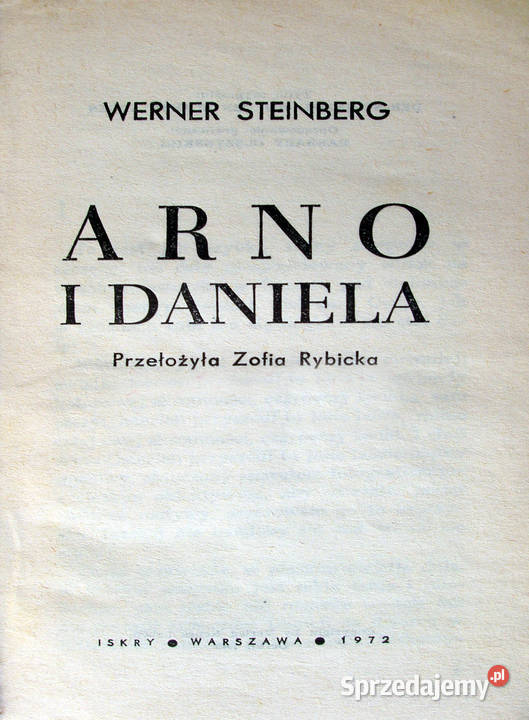 WERNER STEINBERG
ARNO
I DANIELA
Przełożyła Zofia Rybicka
ISKRY ● WARSZAWA ● 1972
Sprzedajemy.pl